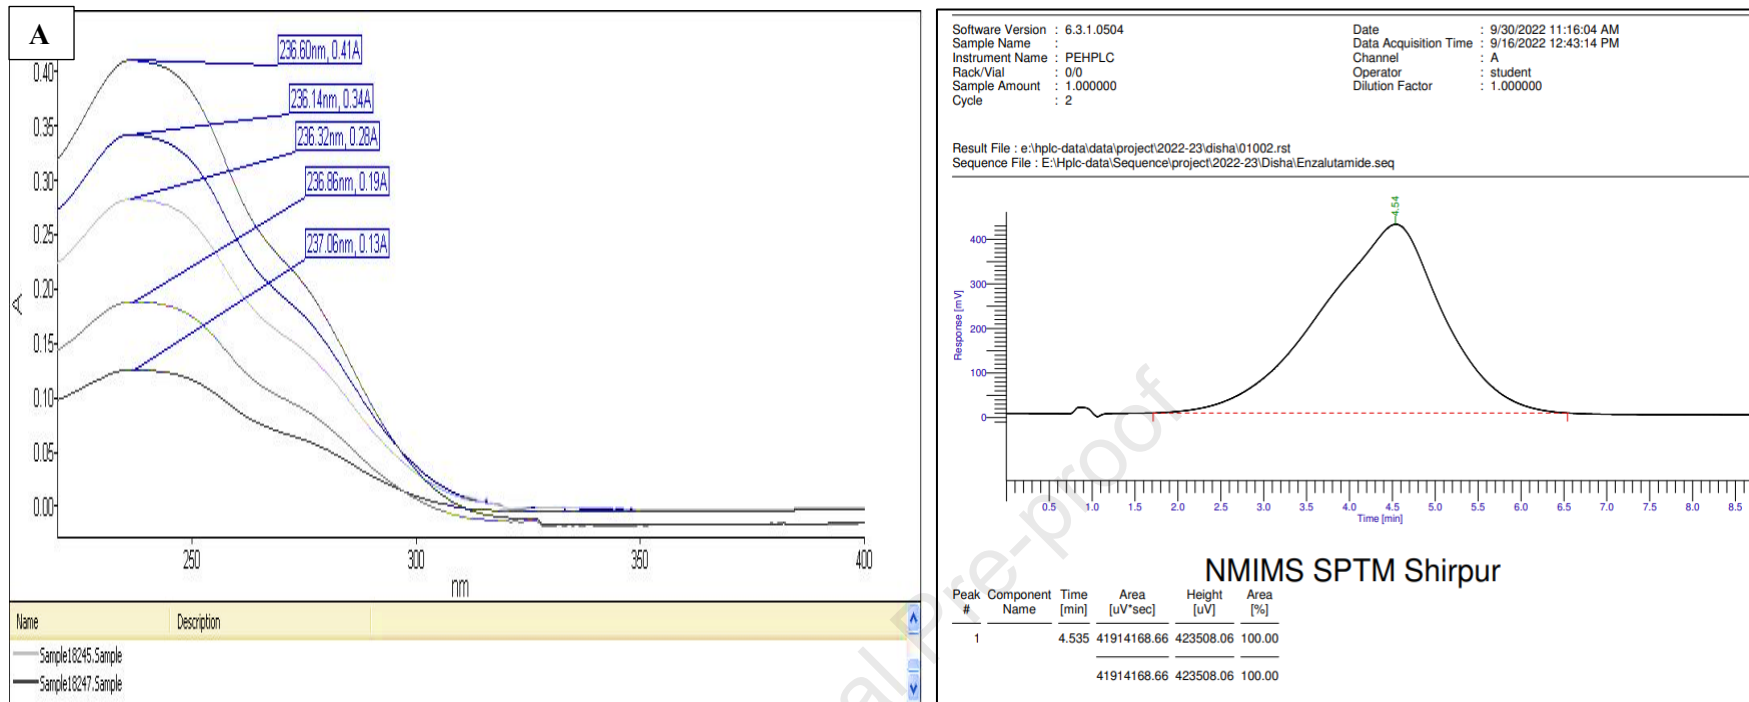 A
236.60nm, 0.41A
236.14nm, 0.34A
236.32nm, 0.28A
236.86nm, 0.19A
237.06nm, 0.13A
0.40
0.35
0.30
0.25
0.20
0.15
0.10
0.05
0.00
A
250
300
350
400
nm
Name Description
Sample18245.Sample
Sample18247.Sample
Software Version : 6.3.1.0504 Date : 9/30/2022 11:16:04 AM
Sample Name : Data Acquisition Time : 9/16/2022 12:43:14 PM
Instrument Name : PEHPLC Channel : A
Rack/Vial : 0/0 Operator : student
Sample Amount : 1.000000 Dilution Factor : 1.000000
Cycle : 2
Result File : e:\hplc-data\data\project\2022-23\disha\01002.rst
Sequence File : E:\Hplc-data\Sequence\project\2022-23\Disha\Enzalutamide.seq
4.54
400
300
200
100
0
Response [mV]
0.5 1.0 1.5 2.0 2.5 3.0 3.5 4.0 4.5 5.0 5.5 6.0 6.5 7.0 7.5 8.0 8.5
Time [min]
NMIMS SPTM Shirpur
Peak Component Time Area Height Area
# Name [min] [uV*sec] [uV] [%]
1 4.535 41914168.66 423508.06 100.00
41914168.66 423508.06 100.00
al Pre-proof